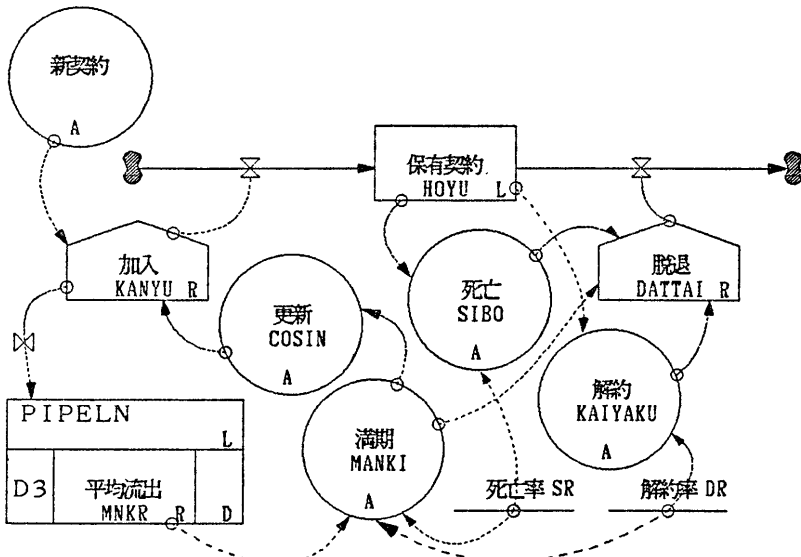 新契約
A
保有契約
HOYU L
加入
KANYU R
更新
COSIN
A
死亡
SIBO
A
脱退
DATTAI R
解約
KAIYAKU
A
PIPELN
L
D3
平均流出
MNKR R
D
満期
MANKI
A
死亡率 SR
解約率 DR